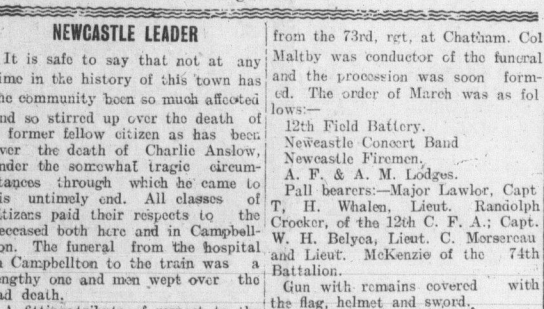 NEWCASTLE LEADER
It is safe to say that not at any
ime in the history of this town has
he community been so much affected
nd so stirred up over the death of
former fellow citizen as has been
ver the death of Charlie Anslow,
nder the somewhat tragic circum-
tances through which he came to
is untimely end. All classes of
itizens paid their respects to the
eceased both here and in Campbell-
on. The funeral from the hospital
n Campbellton to the train was a
engthy one and men wept over the
ad death.
from the 73rd, rgt, at Chatham. Col
Maltby was conductor of the funeral
and the procession was soon form-
ed. The order of March was as fol
lows:—
12th Field Battery.
Newcastle Concert Band
Newcastle Firemen.
A. F. & A. M. Lodges.
Pall bearers:—Major Lawlor, Capt
T, H. Whalen, Lieut. Randolph
Crocker, of the 12th C. F. A.; Capt.
W. H. Belyea, Lieut. C. Mersereau
and Lieut. McKenzie of the 74th
Battalion.
Gun with remains covered with
the flag, helmet and sword.